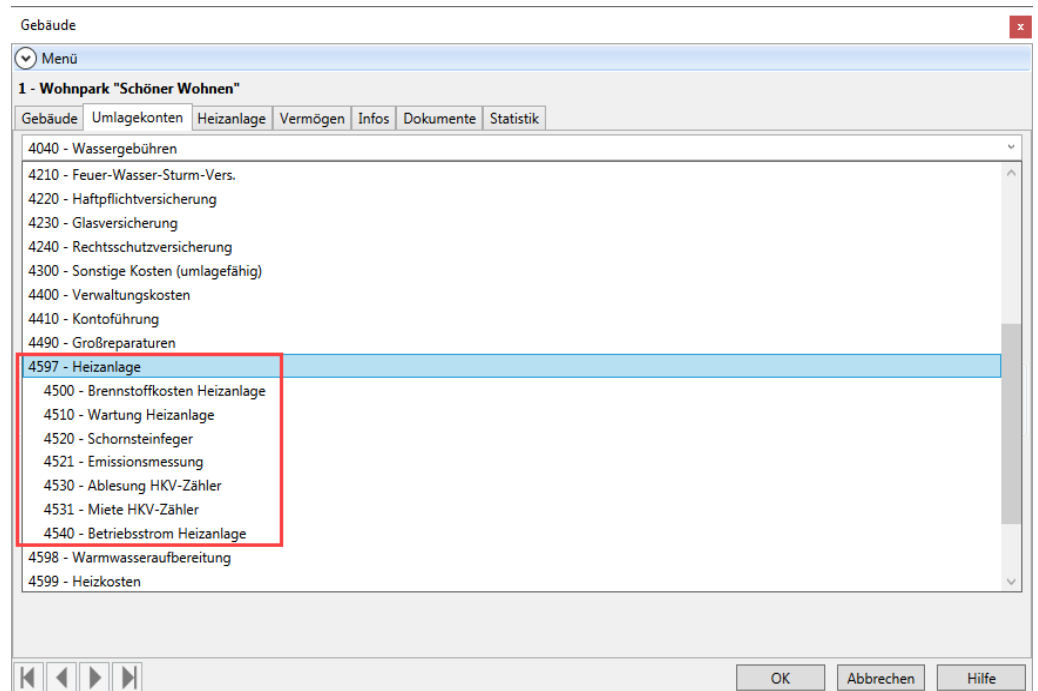 Gebäude
x
Menü
1 - Wohnpark "Schöner Wohnen"
Gebäude Umlagekonten Heizanlage Vermögen Infos Dokumente Statistik
4040 - Wassergebühren
4210 - Feuer-Wasser-Sturm-Vers.
4220 - Haftpflichtversicherung
4230 - Glasversicherung
4240 - Rechtsschutzversicherung
4300 - Sonstige Kosten (umlagefähig)
4400 - Verwaltungskosten
4410 - Kontoführung
4490 - Großreparaturen
4597 - Heizanlage
4500 - Brennstoffkosten Heizanlage
4510 - Wartung Heizanlage
4520 - Schornsteinfeger
4521 - Emissionsmessung
4530 - Ablesung HKV-Zähler
4531 - Miete HKV-Zähler
4540 - Betriebsstrom Heizanlage
4598 - Warmwasseraufbereitung
4599 - Heizkosten
OK Abbrechen Hilfe